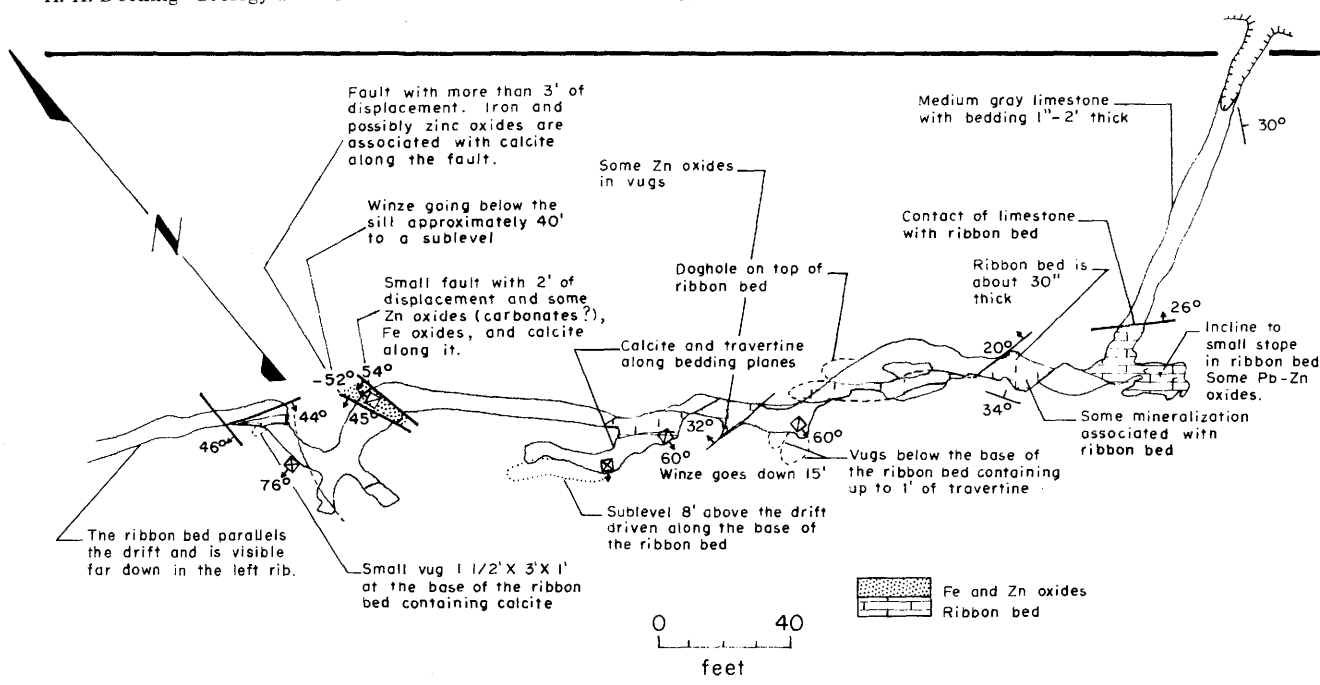 Fault with more than 3' of
displacement. Iron and
possibly zinc oxides are
associated with calcite
along the fault.
Winze going below the
sill approximately 40'
to a sublevel
Small fault with 2' of
displacement and some
Zn oxides (carbonates?),
Fe oxides, and calcite
along it.
Some Zn oxides
in vugs
Doghole on top of
ribbon bed
Calcite and travertine
along bedding planes
Medium gray limestone
with bedding 1"-2' thick
30°
Contact of limestone
with ribbon bed
Ribbon bed is
about 30"
thick
26°
Incline to
small stope
in ribbon bed
Some Pb-Zn
oxides.
N
-52°
54°
45°
44°
46°
76°
32°
60°
60°
20°
34°
Winze goes down 15'
Some mineralization
associated with
ribbon bed
Vugs below the base of
the ribbon bed containing
up to 1' of travertine
Sublevel 8' above the drift
driven along the base of
the ribbon bed
The ribbon bed parallels
the drift and is visible
far down in the left rib.
Small vug 1 1/2' X 3' X 1'
at the base of the ribbon
bed containing calcite
Fe and Zn oxides
Ribbon bed
0 40
feet